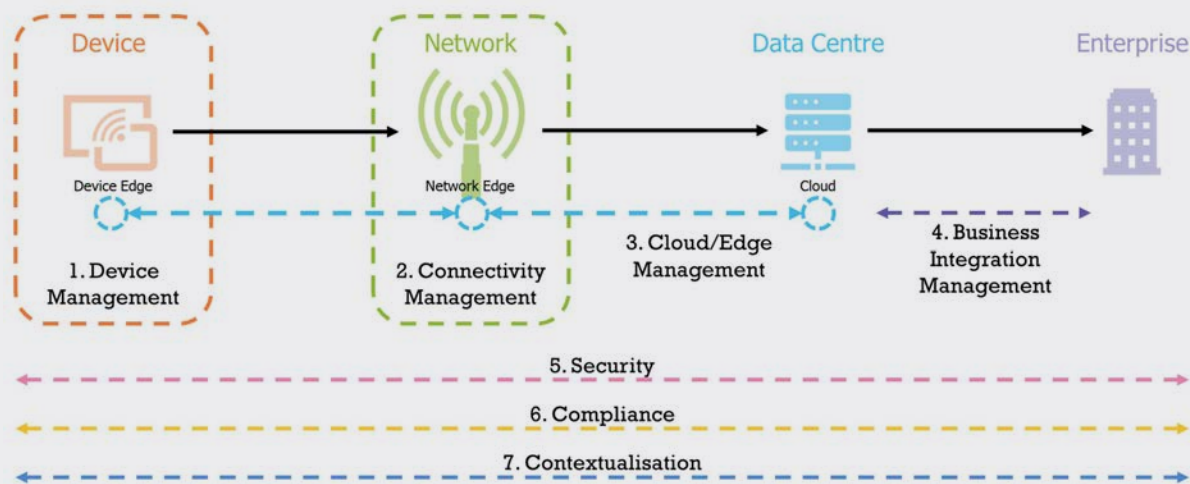 Device
Network
Data Centre
Enterprise
Device Edge
Network Edge
Cloud
1. Device
Management
2. Connectivity
Management
3. Cloud/Edge
Management
4. Business
Integration
Management
5. Security
6. Compliance
7. Contextualisation